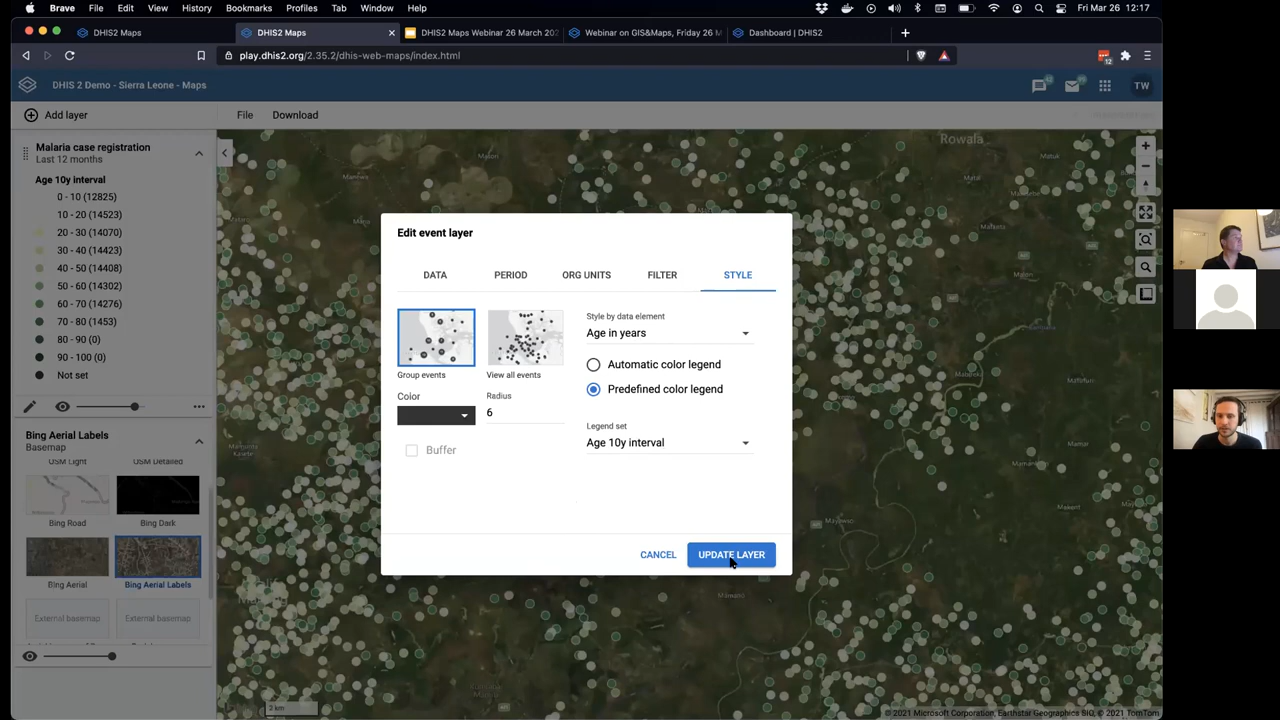 Brave File Edit View History Bookmarks Profiles Tab Window Help
Fri Mar 26 12:17
DHIS2 Maps
DHIS2 Maps
DHIS2 Maps Webinar 26 March 202
Webinar on GIS&Maps, Friday 26 M
Dashboard | DHIS2
play.dhis2.org/2.35.2/dhis-web-maps/index.html
12
DHIS 2 Demo - Sierra Leone - Maps
TW
Add layer
File Download
Malaria case registration
Last 12 months
Age 10y interval
0 - 10 (12825)
10 - 20 (14523)
20 - 30 (14070)
30 - 40 (14423)
40 - 50 (14408)
50 - 60 (14302)
60 - 70 (14276)
70 - 80 (1453)
80 - 90 (0)
90 - 100 (0)
Not set
Bing Aerial Labels
Basemap
OSM Light OSM Detailed
Bing Road Bing Dark
Bing Aerial Bing Aerial Labels
External basemap External basemap
Rowala
Edit event layer
DATA PERIOD ORG UNITS FILTER STYLE
Group events
View all events
Color
Radius
6
Buffer
Style by data element
Age in years
Automatic color legend
Predefined color legend
Legend set
Age 10y interval
CANCEL UPDATE LAYER
© 2021 Microsoft Corporation, Earthstar Geographics SIO, © 2021 TomTom